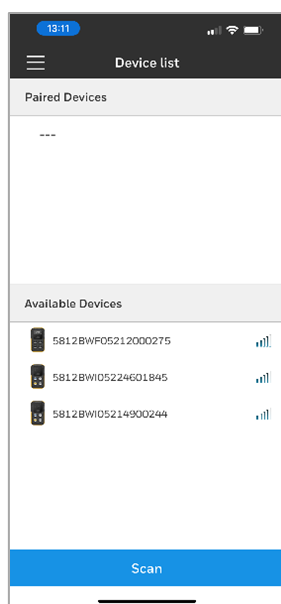 13:11
Device list
Paired Devices
---
Available Devices
5812BWF05212000275
5812BWI05224601845
5812BWI05214900244
Scan